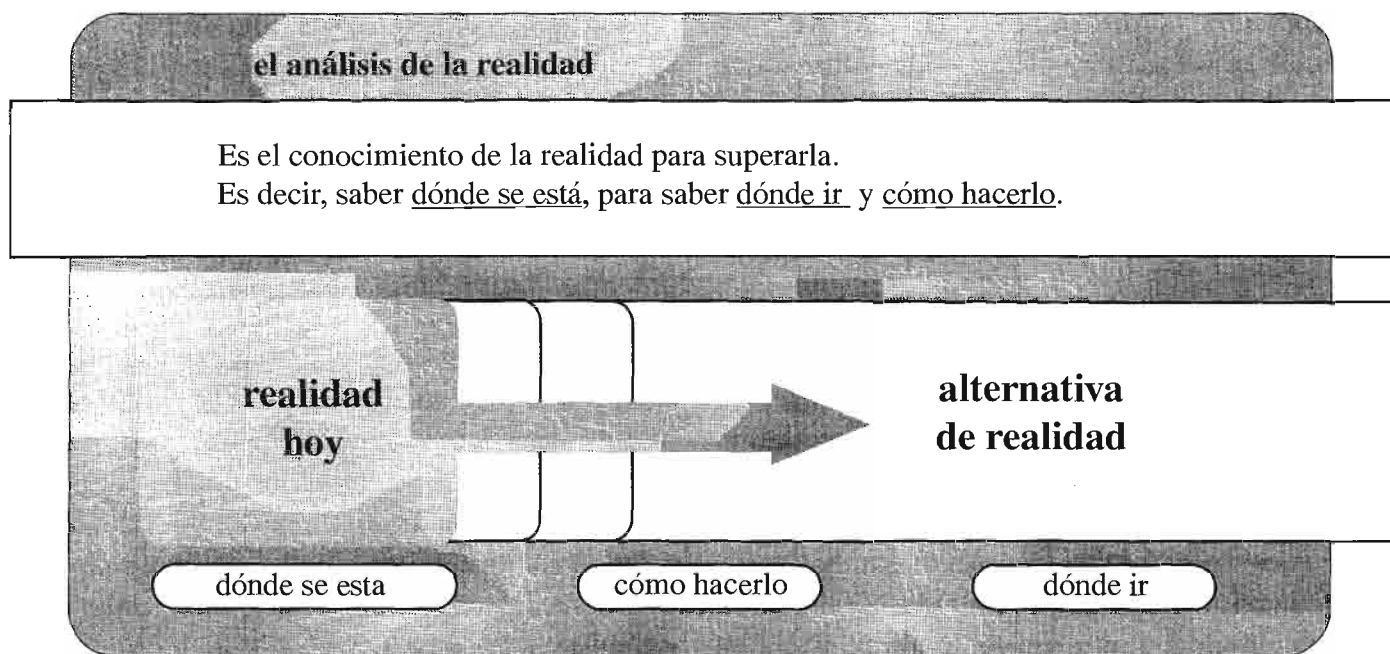 el análisis de la realidad
Es el conocimiento de la realidad para superarla.
Es decir, saber dónde se está, para saber dónde ir y cómo hacerlo.
realidad
hoy
alternativa
de realidad
dónde se esta
cómo hacerlo
dónde ir